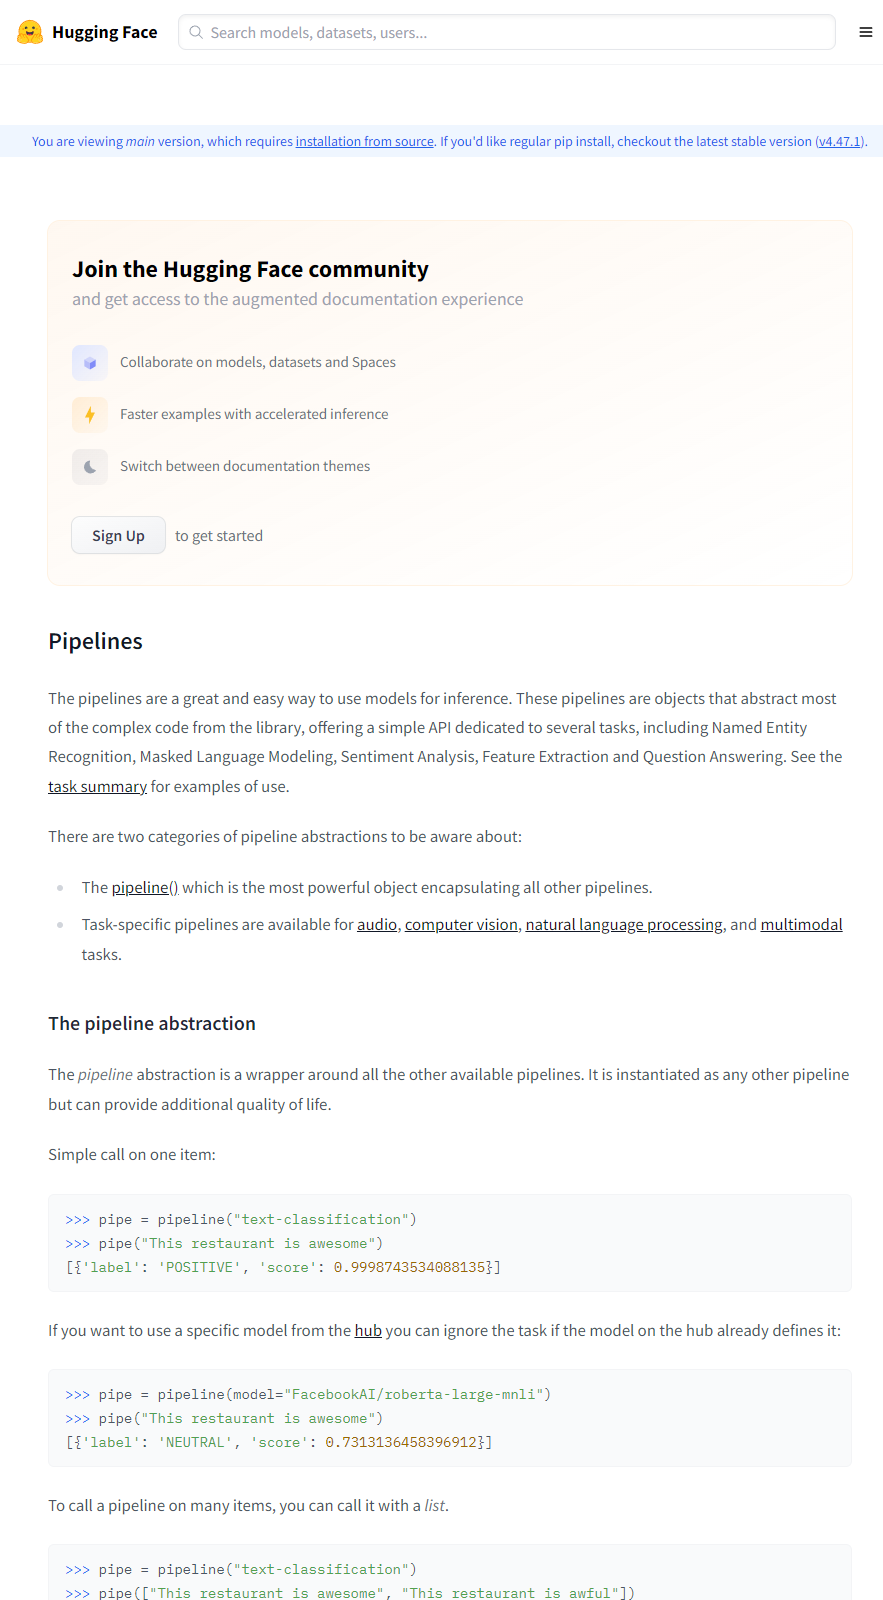 Hugging Face
Search models, datasets, users...
You are viewing main version, which requires installation from source. If you'd like regular pip install, checkout the latest stable version (v4.47.1).
Join the Hugging Face community
and get access to the augmented documentation experience
Collaborate on models, datasets and Spaces
Faster examples with accelerated inference
Switch between documentation themes
Sign Up to get started
Pipelines
The pipelines are a great and easy way to use models for inference. These pipelines are objects that abstract most
of the complex code from the library, offering a simple API dedicated to several tasks, including Named Entity
Recognition, Masked Language Modeling, Sentiment Analysis, Feature Extraction and Question Answering. See the
task summary for examples of use.
There are two categories of pipeline abstractions to be aware about:
The pipeline() which is the most powerful object encapsulating all other pipelines.
Task-specific pipelines are available for audio, computer vision, natural language processing, and multimodal
tasks.
The pipeline abstraction
The pipeline abstraction is a wrapper around all the other available pipelines. It is instantiated as any other pipeline
but can provide additional quality of life.
Simple call on one item:
>>> pipe = pipeline("text-classification")
>>> pipe("This restaurant is awesome")
[{'label': 'POSITIVE', 'score': 0.9998743534088135}]
If you want to use a specific model from the hub you can ignore the task if the model on the hub already defines it:
>>> pipe = pipeline(model="FacebookAI/roberta-large-mnli")
>>> pipe("This restaurant is awesome")
[{'label': 'NEUTRAL', 'score': 0.7313136458396912}]
To call a pipeline on many items, you can call it with a list.
>>> pipe = pipeline("text-classification")
>>> pipe(["This restaurant is awesome", "This restaurant is awful"])